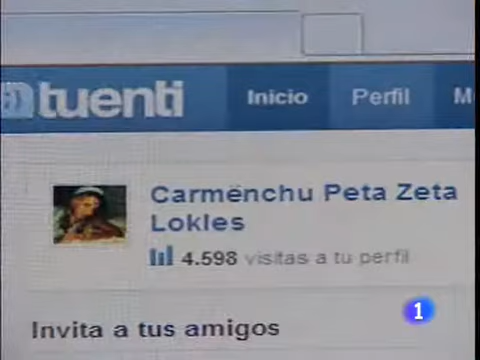 tuenti
Inicio Perfil M
Carmenchu Peta Zeta
Lokles
4.598 visitas a tu perfil
Invita a tus amigos
1